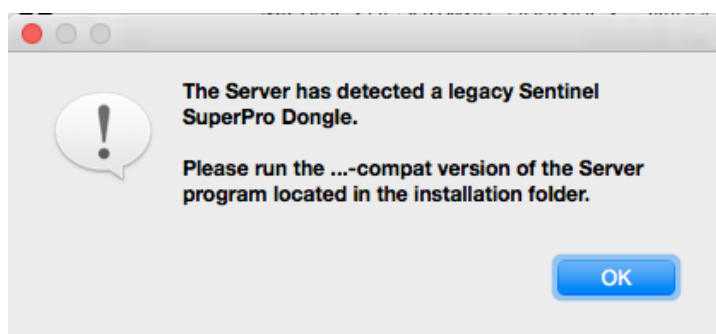 The Server has detected a legacy Sentinel
SuperPro Dongle.
Please run the ...-compat version of the Server
program located in the installation folder.
OK